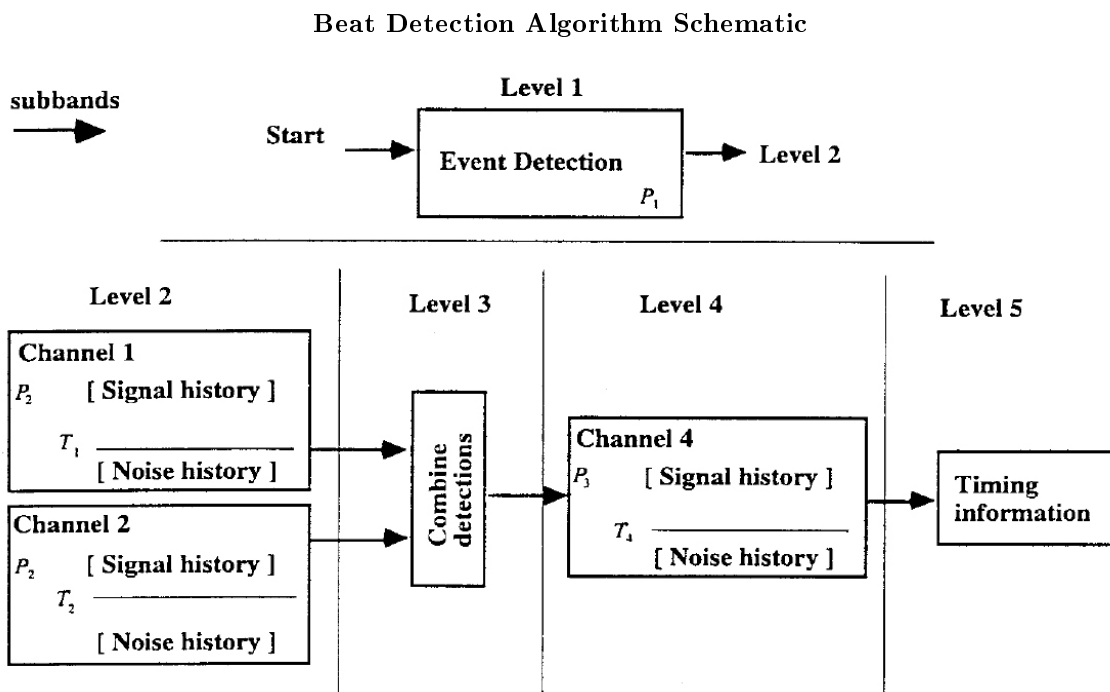 Beat Detection Algorithm Schematic
subbands
Level 1
Start
Event Detection
P₁
Level 2
Level 2
Channel 1
P₂ [ Signal history ]
T₁
[ Noise history ]
Channel 2
P₂ [ Signal history ]
T₂
[ Noise history ]
Level 3
Combine
detections
Level 4
Channel 4
P₃ [ Signal history ]
T₄
[ Noise history ]
Level 5
Timing
information